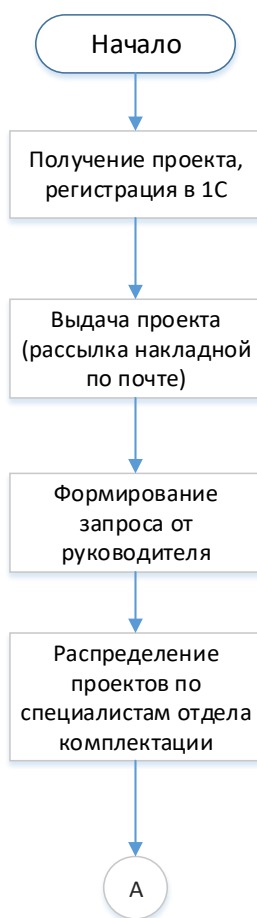 Начало
Получение проекта,
регистрация в 1С
Выдача проекта
(рассылка накладной
по почте)
Формирование
запроса от
руководителя
Распределение
проектов по
специалистам отдела
комплектации
А